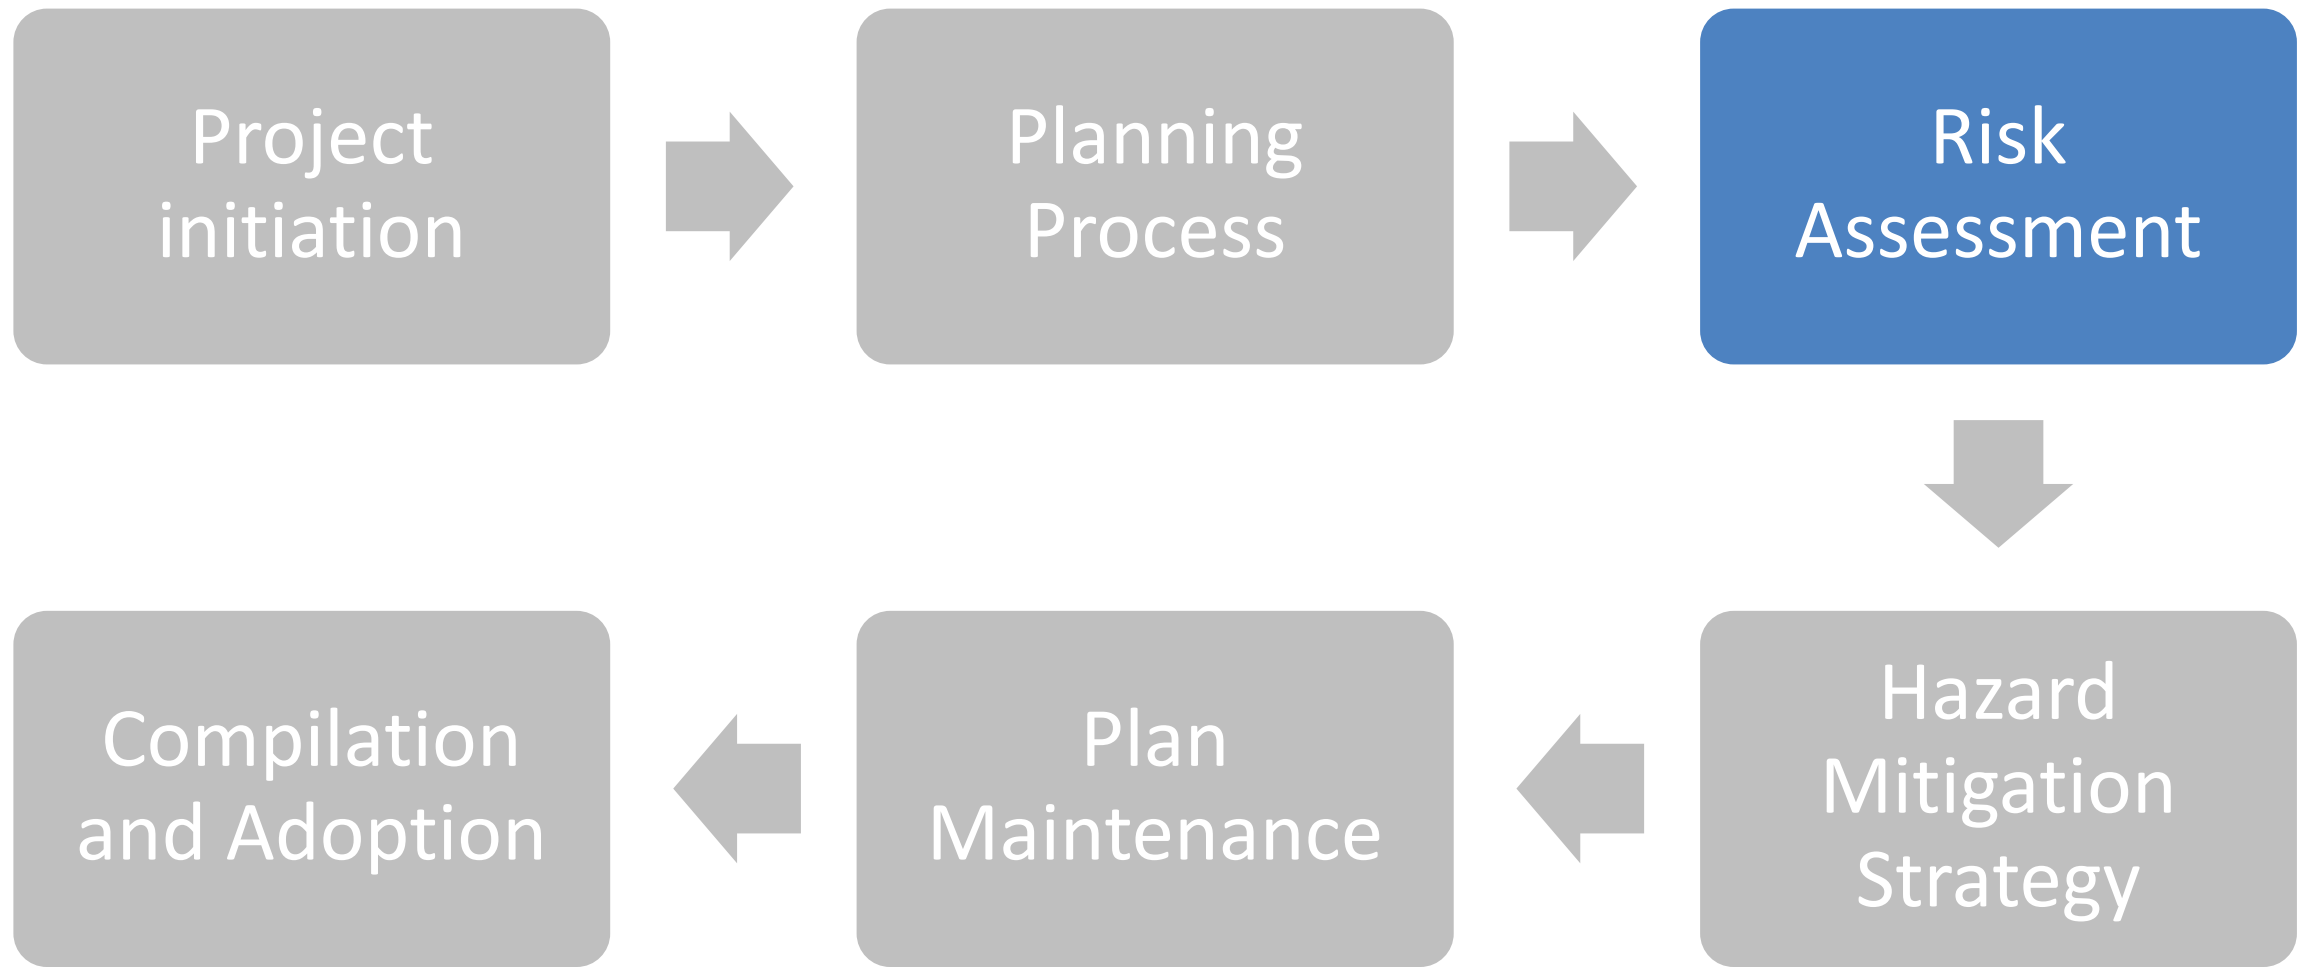 Project
initiation
Planning
Process
Risk
Assessment
Hazard
Mitigation
Strategy
Plan
Maintenance
Compilation
and Adoption